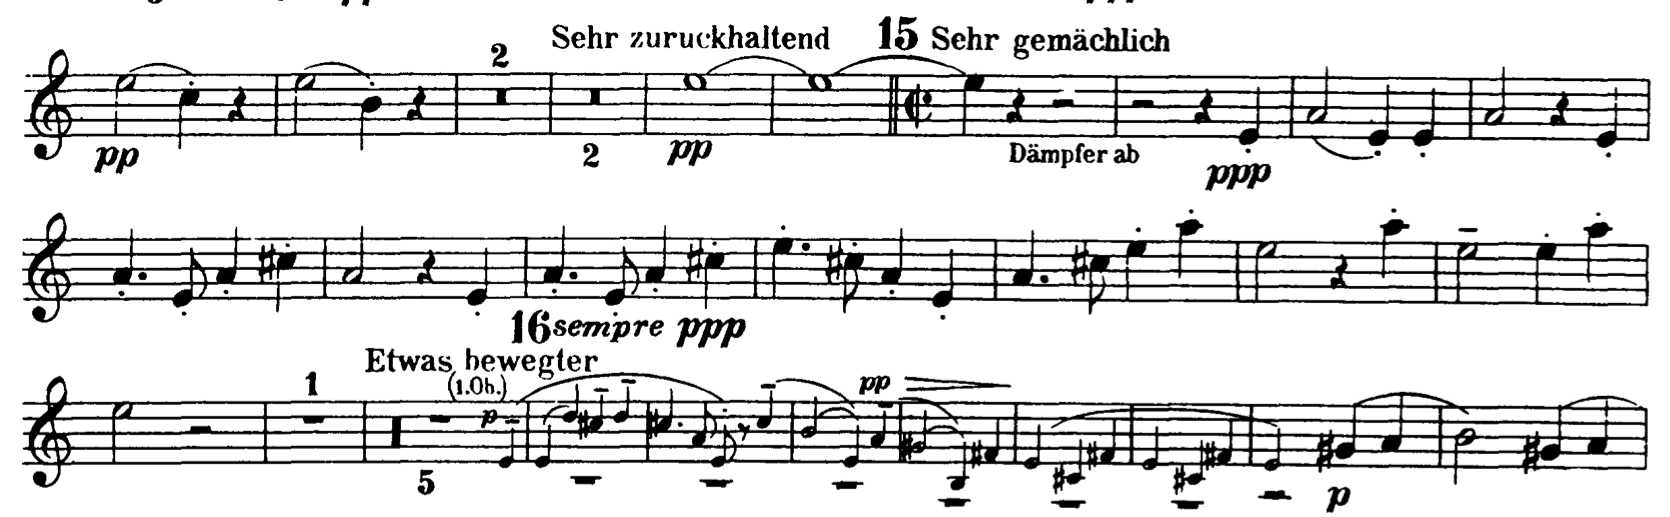 2 Sehr zuruckhaltend 15 Sehr gemächlich
pp 2 pp Dämpfer ab
ppp
16 sempre ppp
Etwas bewegter
1 (1.Ob.) pp
p
5 p